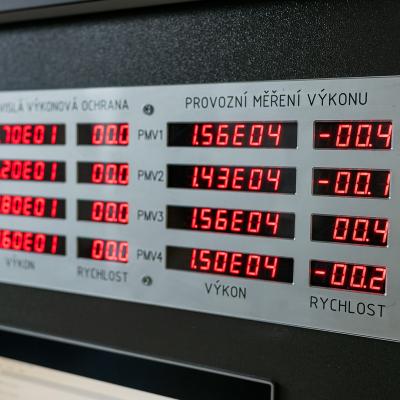 VISLÁ VÝKONOVÁ OCHRANA PROVOZNÍ MĚŘENÍ VÝKONU
70E01 00.0 PMV1 1.56E04 -00.4
.20E01 00.0 PMV2 1.43E04 -00.1
.80E01 00.0 PMV3 1.56E04 00.4
.60E01 00.0 PMV4 1.50E04 -00.2
VÝKON RYCHLOST VÝKON RYCHLOST